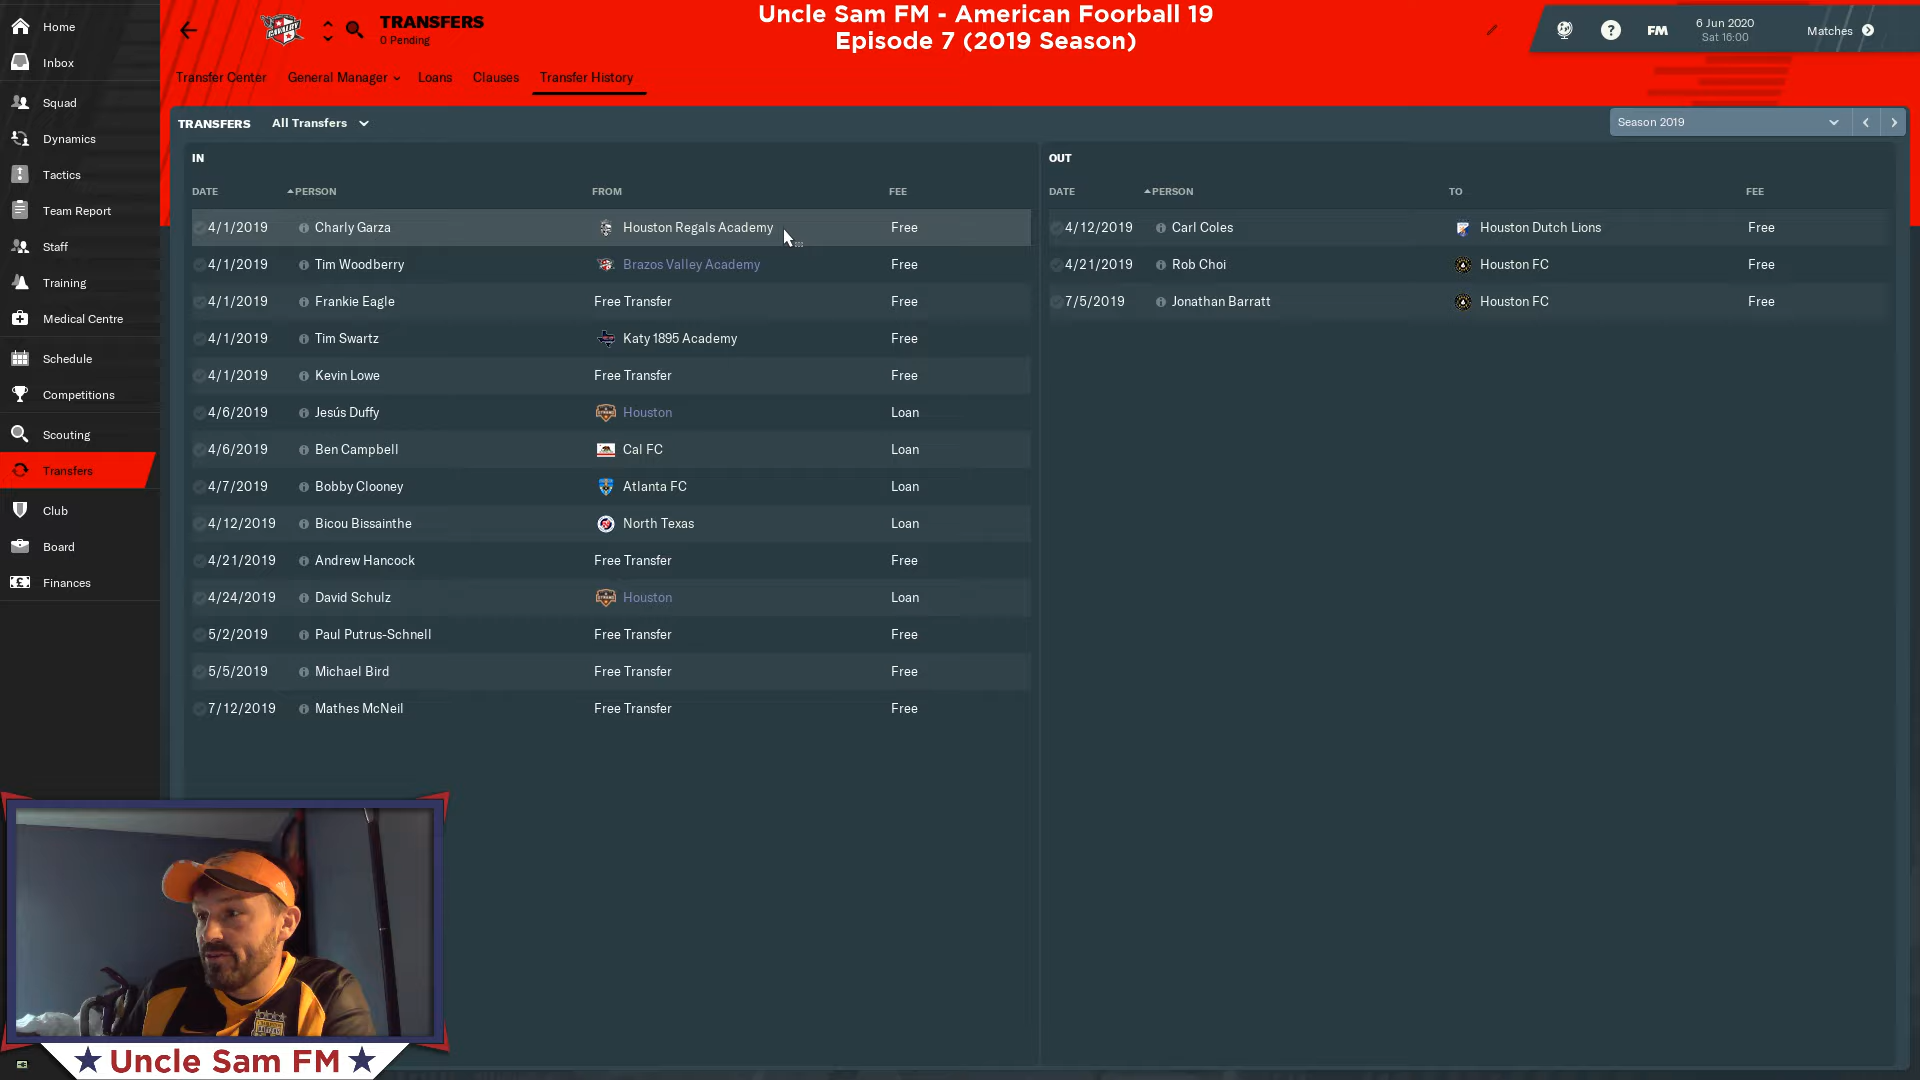 Uncle Sam FM - American Foorball 19
Episode 7 (2019 Season)
TRANSFERS
0 Pending
6 Jun 2020
Sat 16:00
FM
Matches
Home
Inbox
Squad
Dynamics
Tactics
Team Report
Staff
Training
Medical Centre
Schedule
Competitions
Scouting
Transfers
Club
Board
Finances
Transfer Center General Manager Loans Clauses Transfer History
TRANSFERS All Transfers
Season 2019
IN
DATE PERSON FROM FEE
4/1/2019 Charly Garza Houston Regals Academy Free
4/1/2019 Tim Woodberry Brazos Valley Academy Free
4/1/2019 Frankie Eagle Free Transfer Free
4/1/2019 Tim Swartz Katy 1895 Academy Free
4/1/2019 Kevin Lowe Free Transfer Free
4/6/2019 Jesús Duffy Houston Loan
4/6/2019 Ben Campbell Cal FC Loan
4/7/2019 Bobby Clooney Atlanta FC Loan
4/12/2019 Bicou Bissainthe North Texas Loan
4/21/2019 Andrew Hancock Free Transfer Free
4/24/2019 David Schulz Houston Loan
5/2/2019 Paul Putrus-Schnell Free Transfer Free
5/5/2019 Michael Bird Free Transfer Free
7/12/2019 Mathes McNeil Free Transfer Free
OUT
DATE PERSON TO FEE
4/12/2019 Carl Coles Houston Dutch Lions Free
4/21/2019 Rob Choi Houston FC Free
7/5/2019 Jonathan Barratt Houston FC Free
Uncle Sam FM